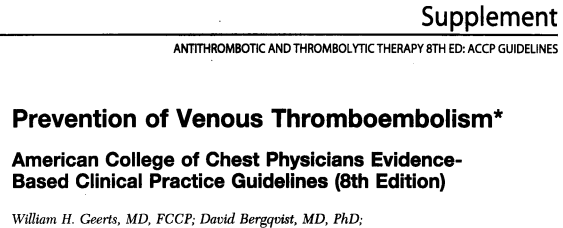 Supplement
ANTITHROMBOTIC AND THROMBOLYTIC THERAPY 8TH ED: ACCP GUIDELINES
Prevention of Venous Thromboembolism*
American College of Chest Physicians Evidence-
Based Clinical Practice Guidelines (8th Edition)
William H. Geerts, MD, FCCP; David Bergqvist, MD, PhD;